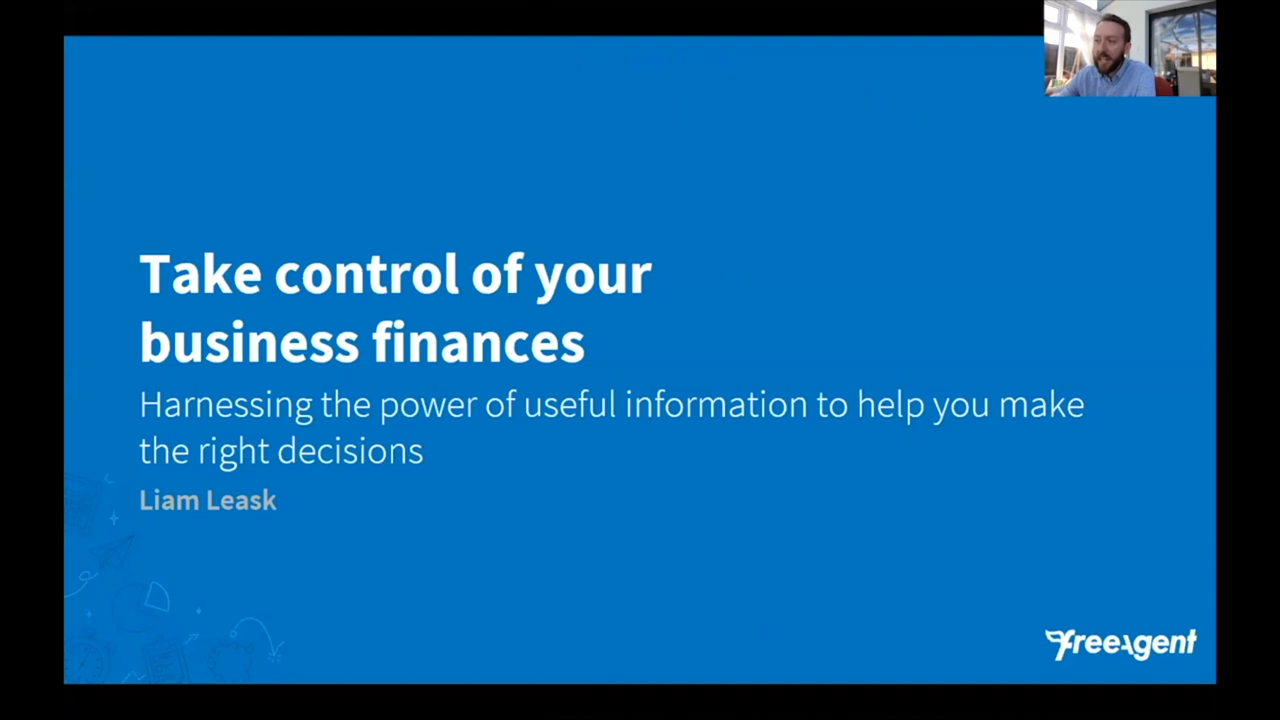 Take control of your
business finances
Harnessing the power of useful information to help you make
the right decisions
Liam Leask
freeagent